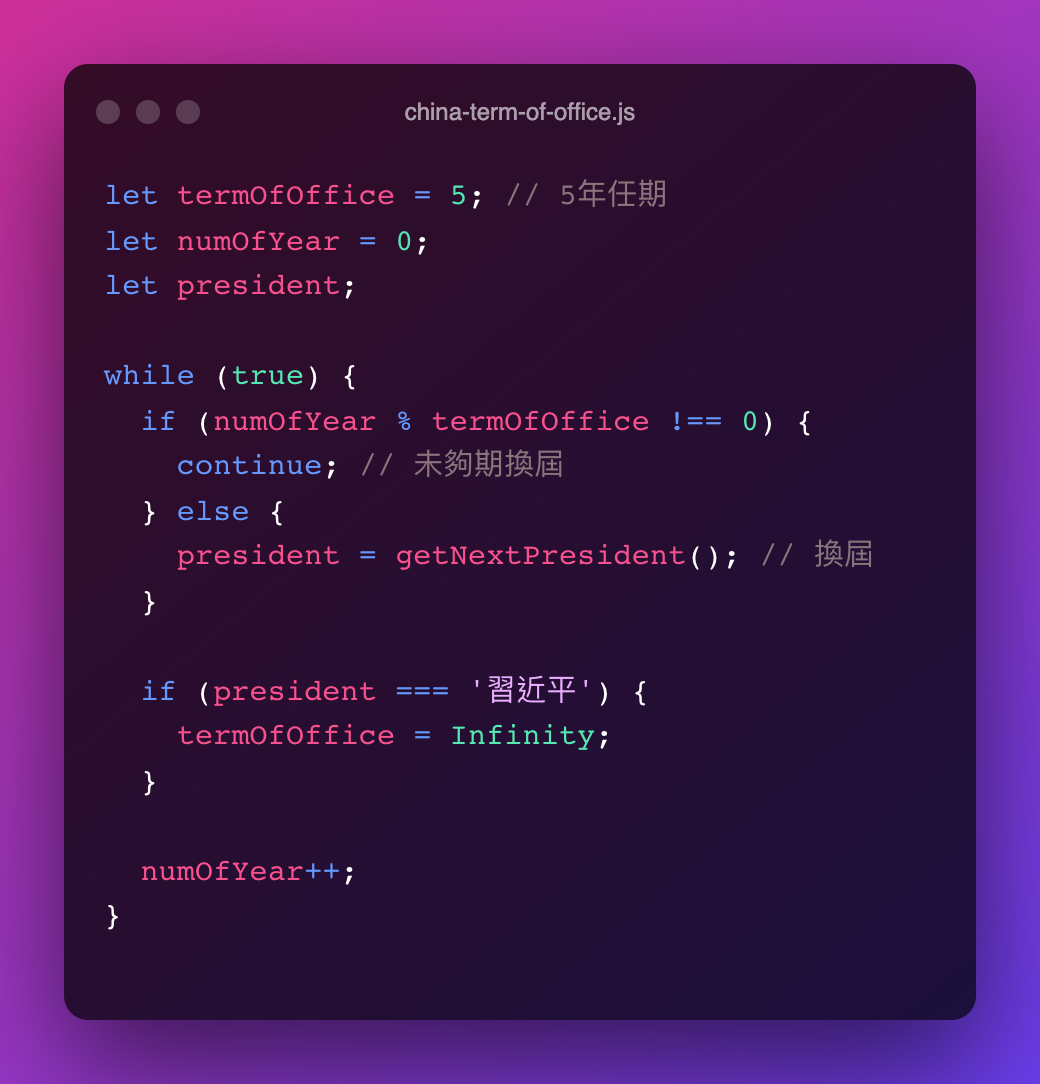 china-term-of-office.js
let termOfOffice = 5; // 5年任期
let numOfYear = 0;
let president;
while (true) {
  if (numOfYear % termOfOffice !== 0) {
    continue; // 未夠期換屆
  } else {
    president = getNextPresident(); // 換屆
  }
  if (president === '習近平') {
    termOfOffice = Infinity;
  }
  numOfYear++;
}